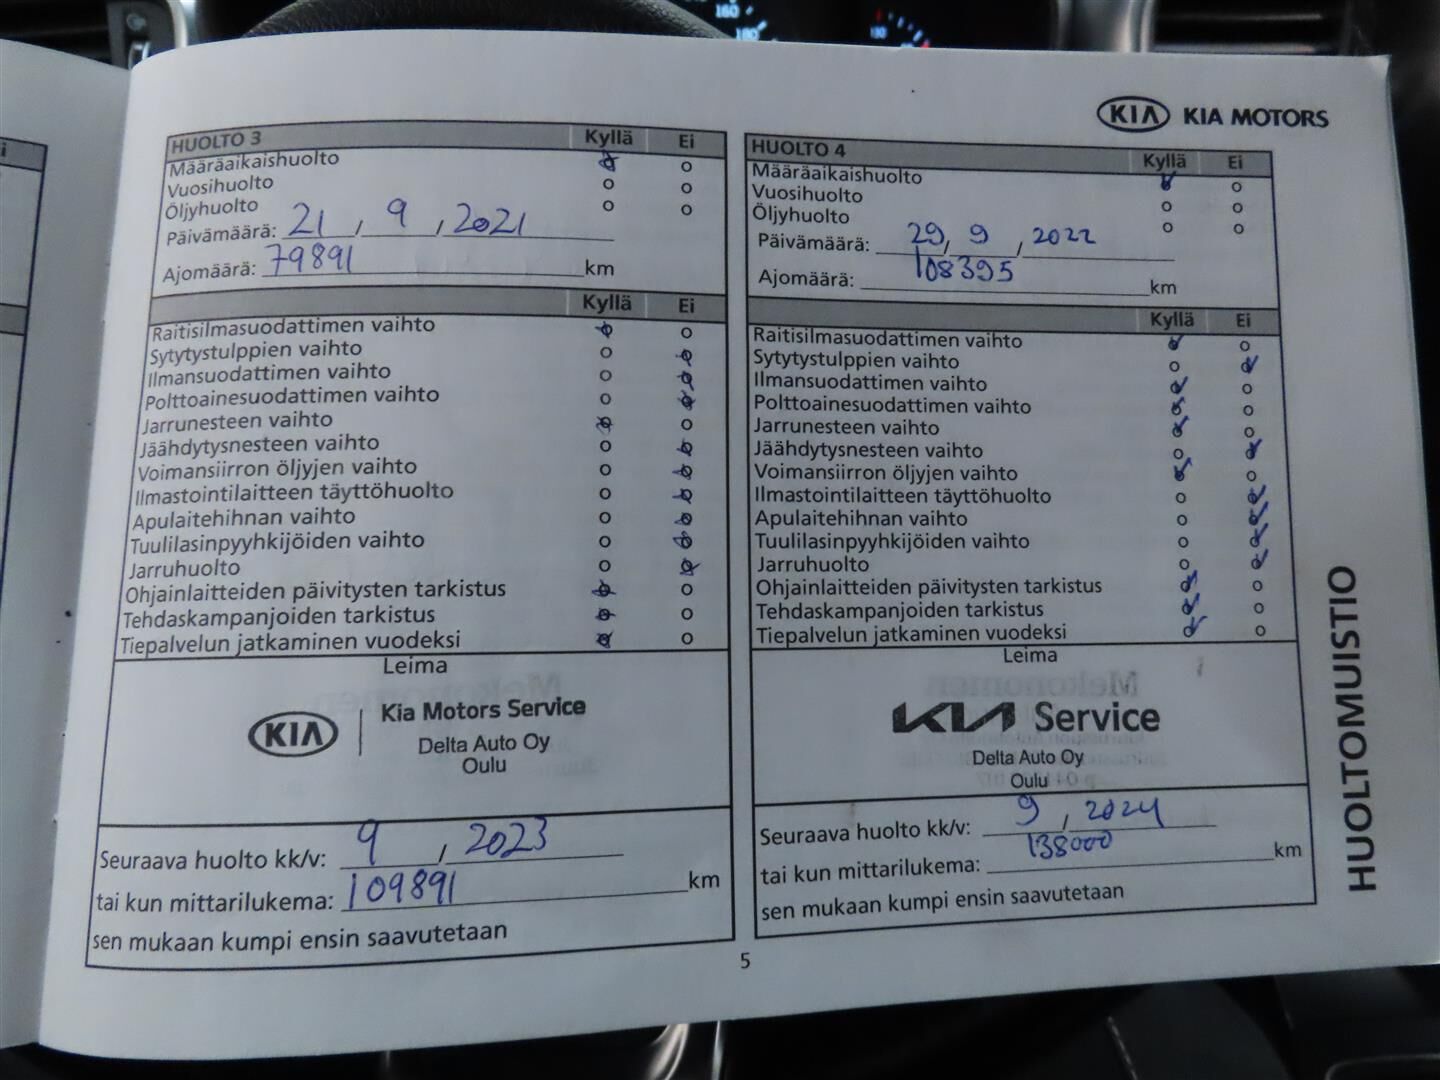 KIA KIA MOTORS
HUOLTO 3 Kyllä Ei
Määräaikaishuolto o o
Vuosihuolto o o
Öljyhuolto o o
Päivämäärä: 21 / 9 , 2021
Ajomäärä: 79891 km
Kyllä Ei
Raitisilmasuodattimen vaihto o o
Sytytystulppien vaihto o o
Ilmansuodattimen vaihto o o
Polttoainesuodattimen vaihto o o
Jarrunesteen vaihto o o
Jäähdytysnesteen vaihto o o
Voimansiirron öljyjen vaihto o o
Ilmastointilaitteen täyttöhuolto o o
Apulaitehihnan vaihto o o
Tuulilasinpyyhkijöiden vaihto o o
Jarruhuolto o o
Ohjainlaitteiden päivitysten tarkistus o o
Tehdaskampanjoiden tarkistus o o
Tiepalvelun jatkaminen vuodeksi o o
Leima
KIA Kia Motors Service
Delta Auto Oy
Oulu
Seuraava huolto kk/v: 9 / 2023
tai kun mittarilukema: 109891 km
sen mukaan kumpi ensin saavutetaan
HUOLTO 4 Kyllä Ei
Määräaikaishuolto o o
Vuosihuolto o o
Öljyhuolto o o
Päivämäärä: 29, 9 , 2022
Ajomäärä: 108395 km
Kyllä Ei
Raitisilmasuodattimen vaihto o o
Sytytystulppien vaihto o o
Ilmansuodattimen vaihto o o
Polttoainesuodattimen vaihto o o
Jarrunesteen vaihto o o
Jäähdytysnesteen vaihto o o
Voimansiirron öljyjen vaihto o o
Ilmastointilaitteen täyttöhuolto o o
Apulaitehihnan vaihto o o
Tuulilasinpyyhkijöiden vaihto o o
Jarruhuolto o o
Ohjainlaitteiden päivitysten tarkistus o o
Tehdaskampanjoiden tarkistus o o
Tiepalvelun jatkaminen vuodeksi o o
Leima
KIA Service
Delta Auto Oy
Oulu
Seuraava huolto kk/v: 9 , 2024
tai kun mittarilukema: 138000 km
sen mukaan kumpi ensin saavutetaan
HUOLTOMUISTIO
5